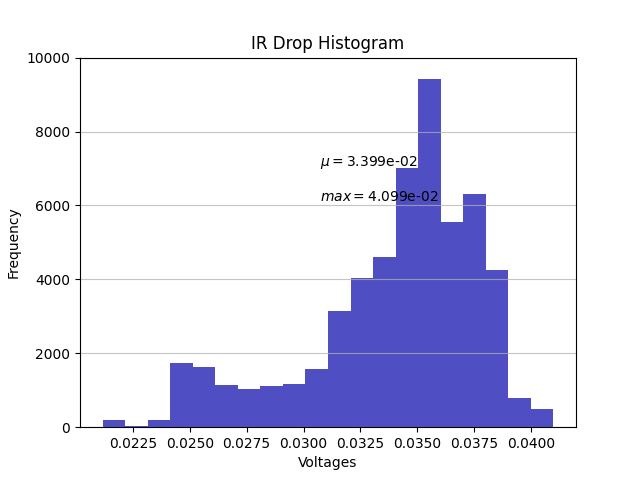 IR Drop Histogram
10000
8000
6000
4000
2000
0
Frequency
μ = 3.399e-02
max = 4.099e-02
0.0225 0.0250 0.0275 0.0300 0.0325 0.0350 0.0375 0.0400
Voltages